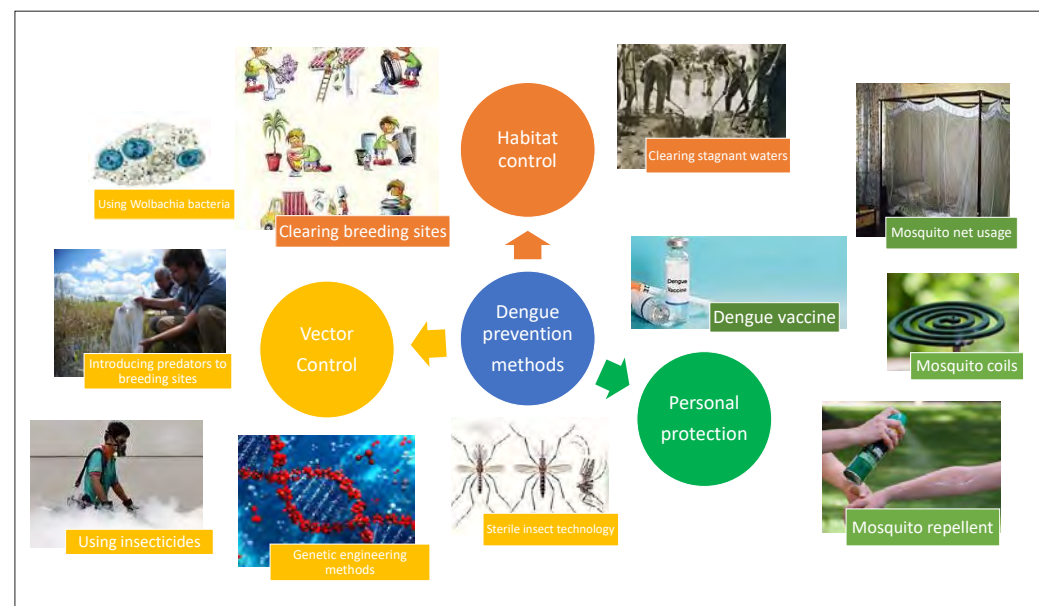 Habitat
control
Clearing stagnant waters
Using Wolbachia bacteria
Clearing breeding sites
Mosquito net usage
Dengue
Vaccine
Dengue vaccine
Vector
Control
Dengue
prevention
methods
Introducing predators to
breeding sites
Mosquito coils
Personal
protection
Using insecticides
Genetic engineering
methods
Sterile insect technology
Mosquito repellent